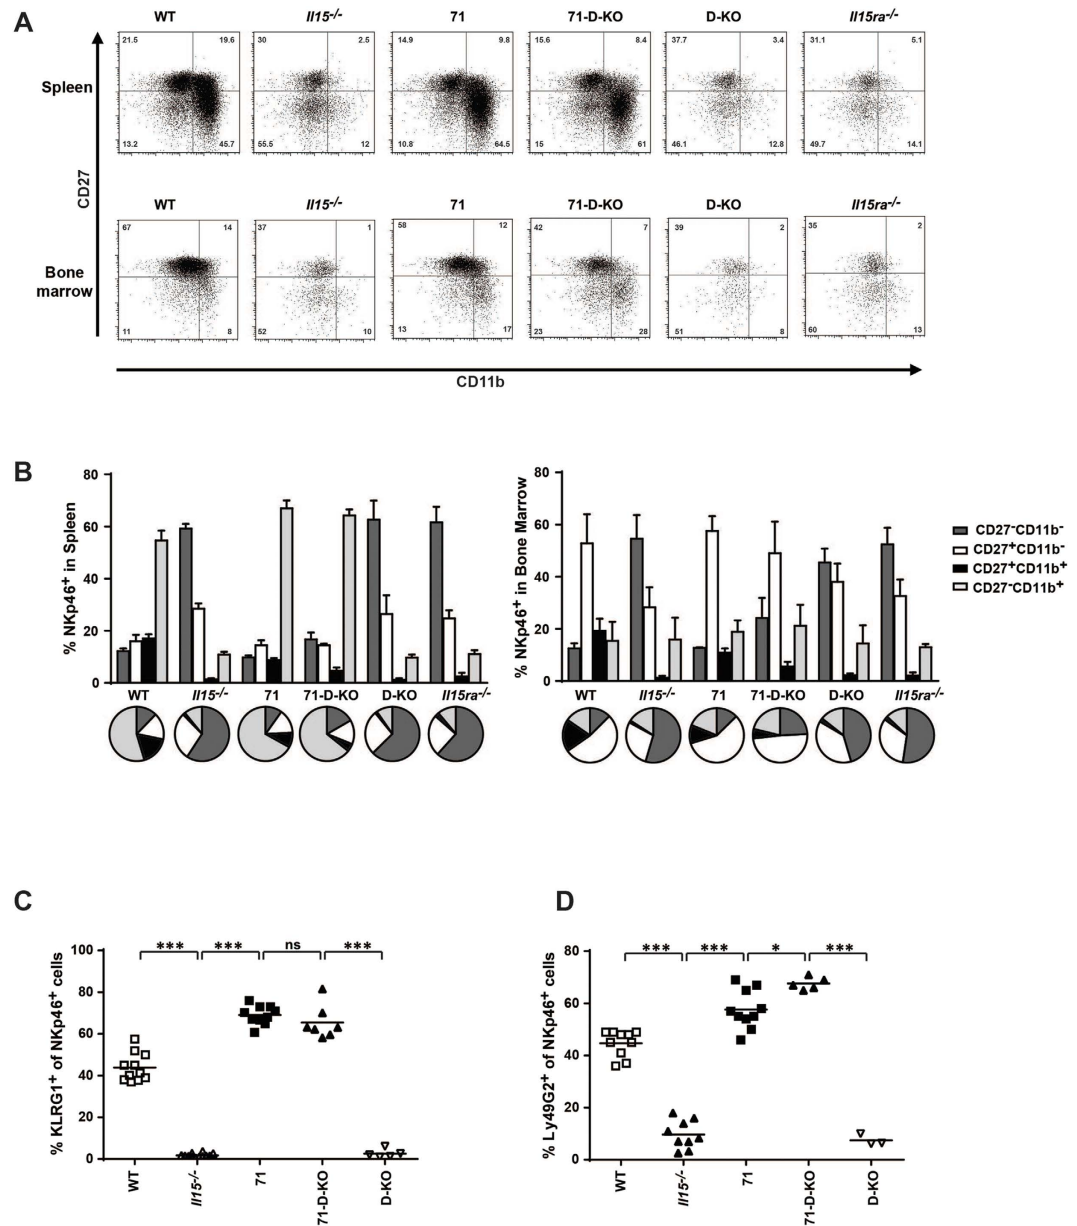 A
WT Il15-/- 71 71-D-KO D-KO Il15ra-/-
21.5 19.6 30 2.5 14.9 9.8 15.6 8.4 37.7 3.4 31.1 5.1
Spleen
13.2 45.7 55.5 12 10.8 64.5 15 61 46.1 12.8 49.7 14.1
CD27
WT Il15-/- 71 71-D-KO D-KO Il15ra-/-
67 14 37 1 58 12 42 7 39 2 35 2
Bone
marrow
11 8 52 10 13 17 23 28 51 8 60 13
CD11b
B
% NKp46+ in Spleen
80
60
40
20
0
WT Il15-/- 71 71-D-KO D-KO Il15ra-/-
% NKp46+ in Bone Marrow
80
60
40
20
0
WT Il15-/- 71 71-D-KO D-KO Il15ra-/-
CD27-CD11b-
CD27+CD11b-
CD27+CD11b+
CD27-CD11b+
C
% KLRG1+ of NKp46+ cells
*** *** ns ***
100
80
60
40
20
0
WT Il15-/- 71 71-D-KO D-KO
D
% Ly49G2+ of NKp46+ cells
*** *** * ***
80
60
40
20
0
WT Il15-/- 71 71-D-KO D-KO